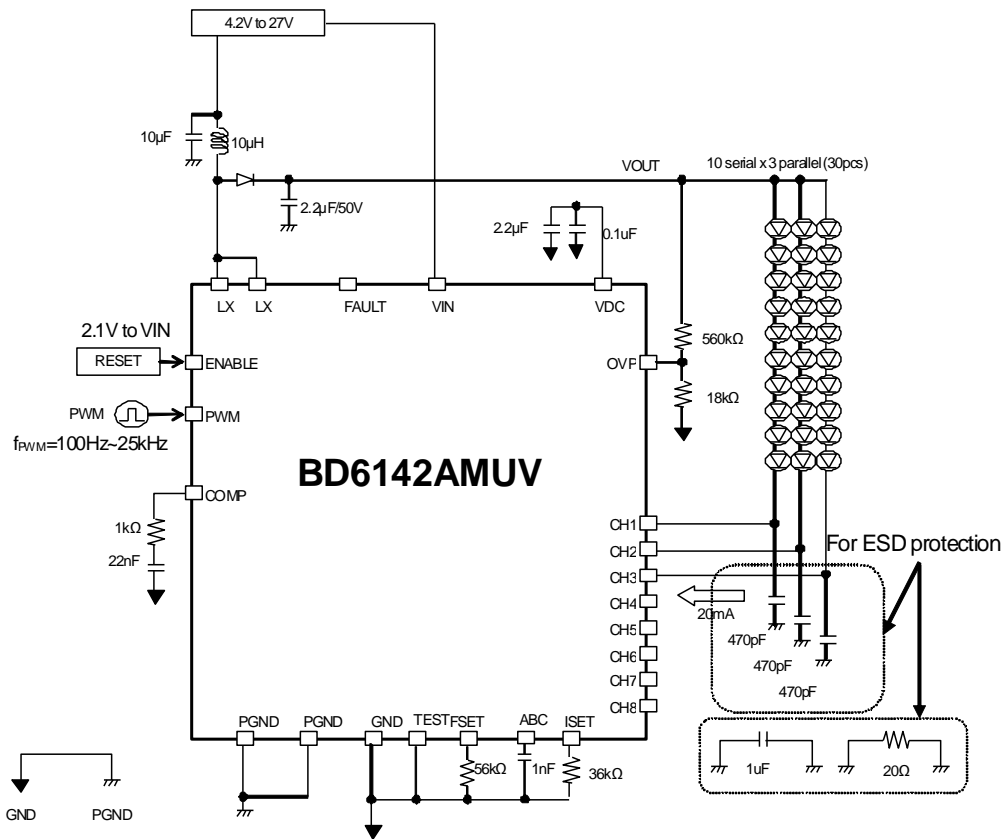 4.2V to 27V
10µF
10µH
VOUT
10 serial x 3 parallel (30pcs)
2.2µF/50V
2.2µF
0.1uF
LX
LX
FAULT
VIN
VDC
2.1V to VIN
RESET
ENABLE
OVP
560kΩ
18kΩ
PWM
PWM
fPWM=100Hz~25kHz
BD6142AMUV
COMP
1kΩ
22nF
CH1
CH2
CH3
CH4
CH5
CH6
CH7
CH8
For ESD protection
20mA
470pF
470pF
470pF
PGND
PGND
GND
TEST
FSET
ABC
ISET
56kΩ
1nF
36kΩ
1uF
20Ω
GND
PGND